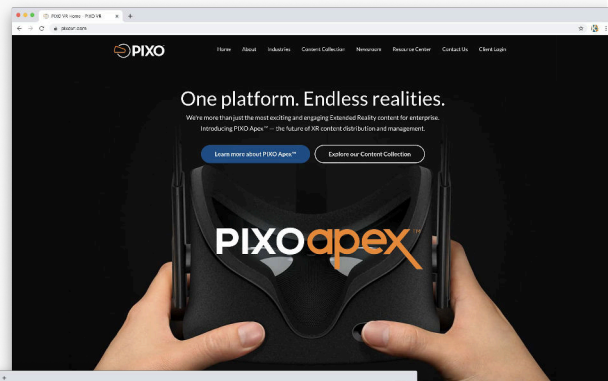 PIXO VR Home - PIXO VR
pixovr.com
PIXO
Home About Industries Content Collection Newsroom Resource Center Contact Us Client Login
One platform. Endless realities.
We're more than just the most exciting and engaging Extended Reality content for enterprise.
Introducing PIXO Apex™ — the future of XR content distribution and management.
Learn more about PIXO Apex™ Explore our Content Collection
PIXO apex™